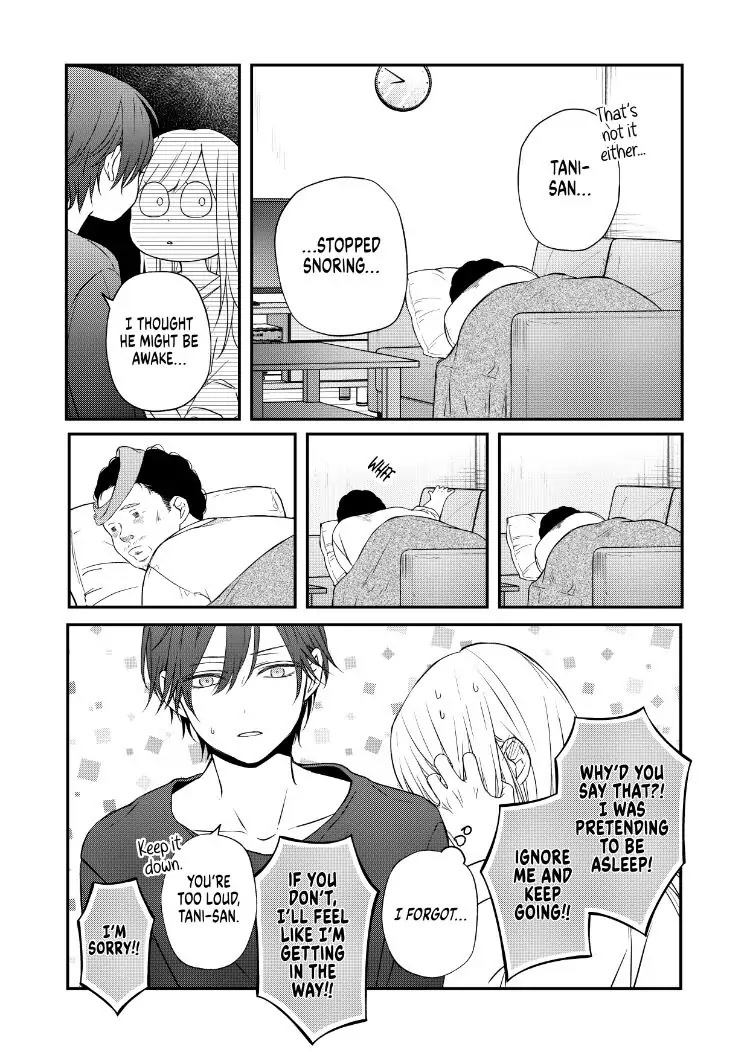 That's
not it
either...
TANI-
SAN...
...STOPPED
SNORING...
I THOUGHT
HE MIGHT BE
AWAKE...
WHFF
WHY'D YOU
SAY THAT?!
I WAS
PRETENDING
TO BE
ASLEEP!
IGNORE
ME AND
KEEP
GOING!!
I FORGOT...
IF YOU
DON'T,
I'LL FEEL
LIKE I'M
GETTING
IN THE
WAY!!
Keep it
down.
YOU'RE
TOO LOUD,
TANI-SAN.
I'M
SORRY!!